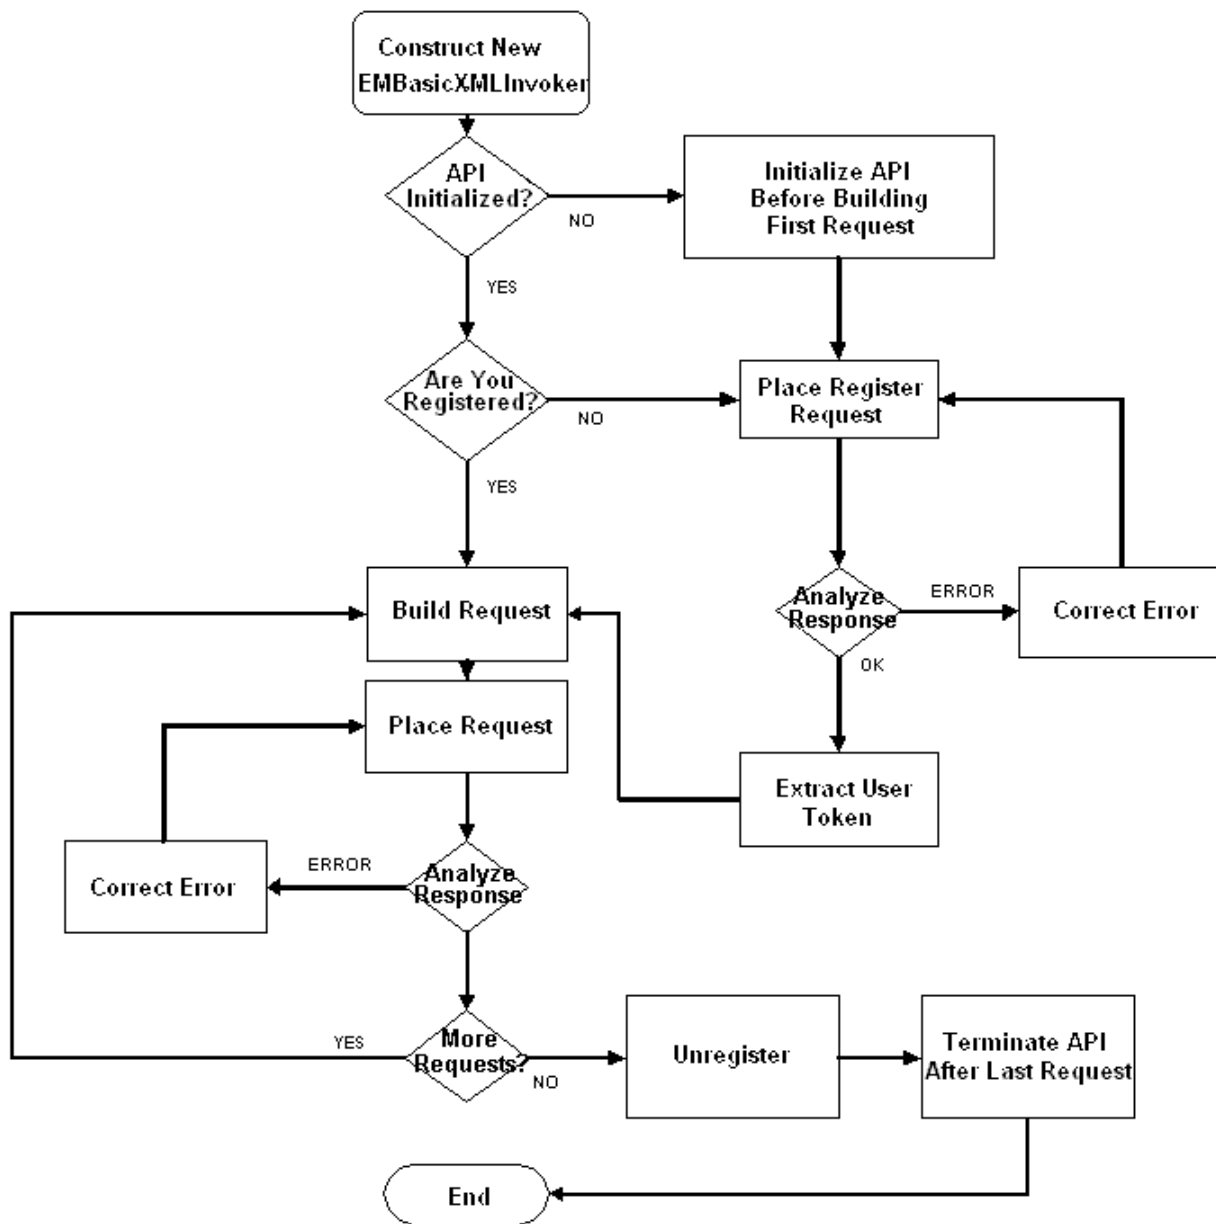 Construct New
EMBasicXMLInvoker
API
Initialized?
NO
Initialize API
Before Building
First Request
YES
Are You
Registered?
NO
Place Register
Request
YES
Build Request
Analyze
Response
ERROR
Correct Error
OK
Place Request
Extract User
Token
ERROR
Correct Error
Analyze
Response
YES
More
Requests?
NO
Unregister
Terminate API
After Last Request
End